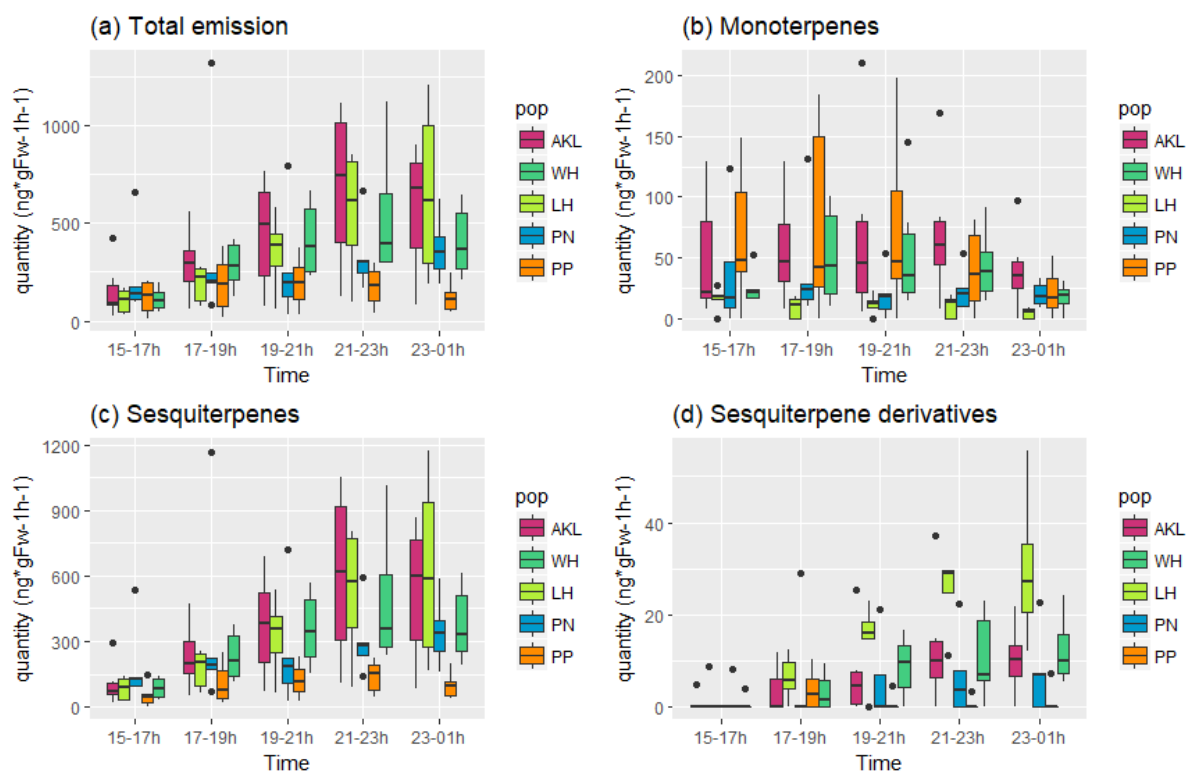 (a) Total emission
quantity (ng*gFw-1h-1)
1000
500
0
15-17h 17-19h 19-21h 21-23h 23-01h
Time
pop
AKL
WH
LH
PN
PP
(b) Monoterpenes
quantity (ng*gFw-1h-1)
200
150
100
50
0
15-17h 17-19h 19-21h 21-23h 23-01h
Time
pop
AKL
WH
LH
PN
PP
(c) Sesquiterpenes
quantity (ng*gFw-1h-1)
1200
900
600
300
0
15-17h 17-19h 19-21h 21-23h 23-01h
Time
pop
AKL
WH
LH
PN
PP
(d) Sesquiterpene derivatives
quantity (ng*gFw-1h-1)
40
20
0
15-17h 17-19h 19-21h 21-23h 23-01h
Time
pop
AKL
WH
LH
PN
PP